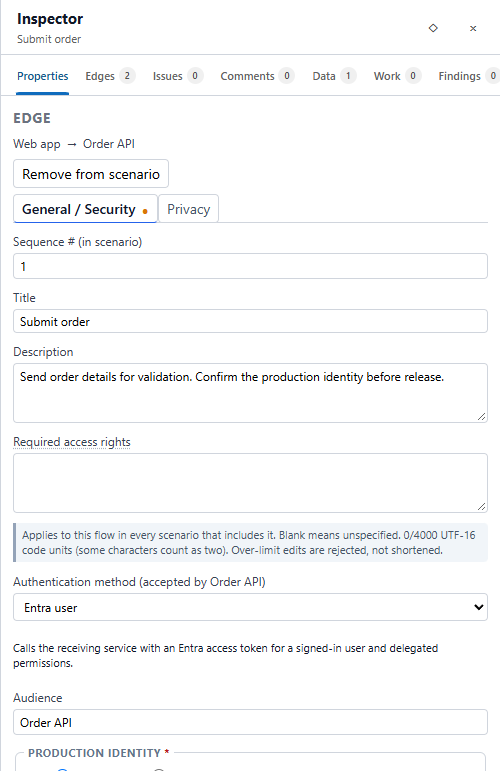 Inspector
Submit order
Properties Edges 2 Issues 0 Comments 0 Data 1 Work 0 Findings 0
EDGE
Web app → Order API
Remove from scenario
General / Security Privacy
Sequence # (in scenario)
1
Title
Submit order
Description
Send order details for validation. Confirm the production identity before release.
Required access rights
Applies to this flow in every scenario that includes it. Blank means unspecified. 0/4000 UTF-16
code units (some characters count as two). Over-limit edits are rejected, not shortened.
Authentication method (accepted by Order API)
Entra user
Calls the receiving service with an Entra access token for a signed-in user and delegated
permissions.
Audience
Order API
PRODUCTION IDENTITY *